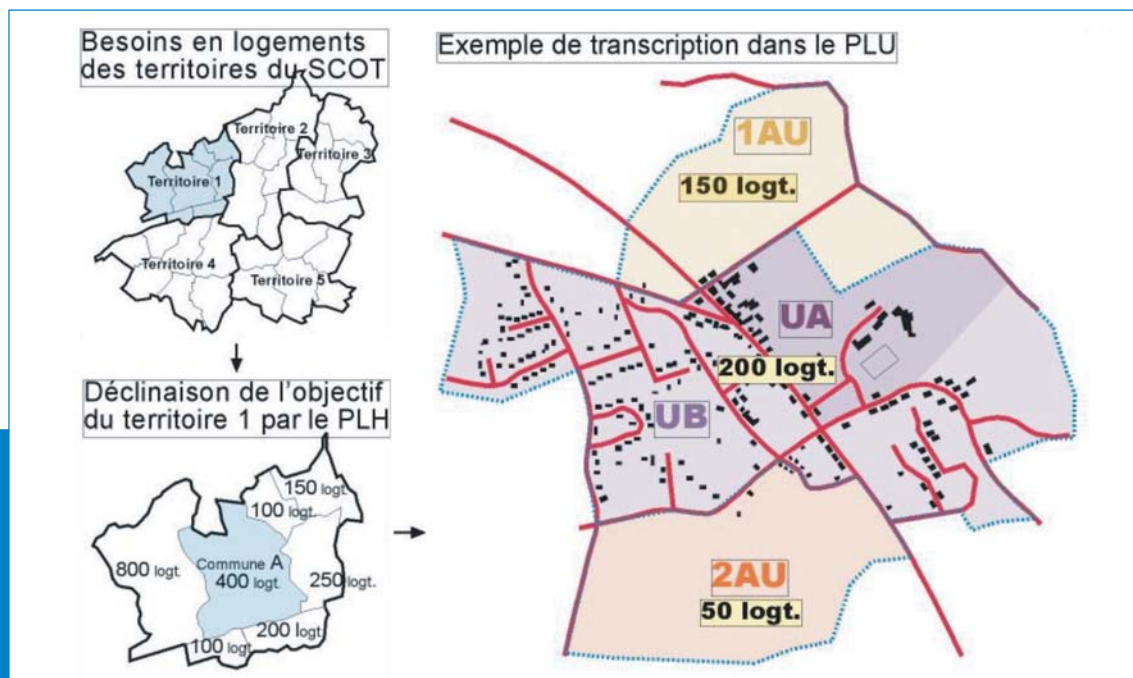 Besoins en logements
des territoires du SCOT
Territoire 2
Territoire 3
Territoire 1
Territoire 4
Territoire 5
Déclinaison de l'objectif
du territoire 1 par le PLH
150 logt.
100 logt.
Commune A
800 logt.
400 logt.
250 logt.
200 logt.
100 logt.
Exemple de transcription dans le PLU
1AU
150 logt.
UA
200 logt.
UB
2AU
50 logt.